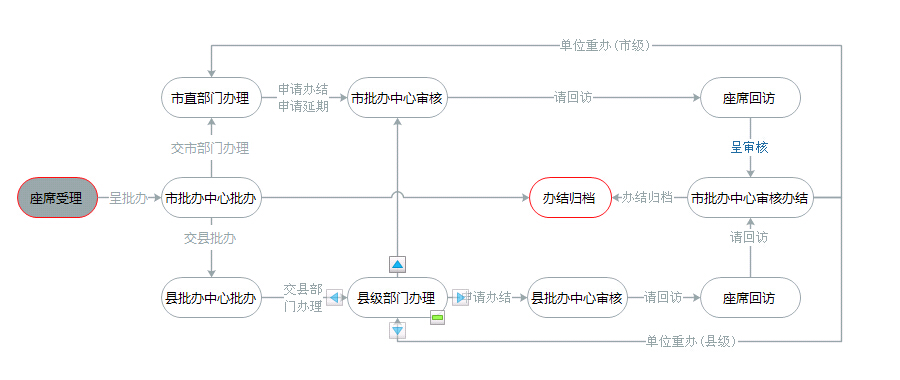 单位重办(市级)
市直部门办理
申请办结
申请延期
市批办中心审核
请回访
座席回访
交市部门办理
呈审核
座席受理
呈批办
市批办中心批办
办结归档
办结归档
市批办中心审核办结
交县批办
请回访
县批办中心批办
交县部
门办理
县级部门办理
申请办结
县批办中心审核
请回访
座席回访
单位重办(县级)